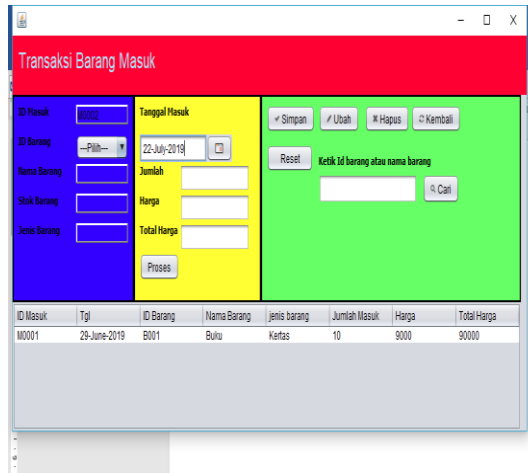 Transaksi Barang Masuk
ID Masuk M0002
ID Barang ---Pilih---
Nama Barang
Stok Barang
Jenis Barang
Tanggal Masuk
22-July-2019
Jumlah
Harga
Total Harga
Proses
Simpan Ubah Hapus Kembali
Reset Ketik Id barang atau nama barang
Cari
ID Masuk Tgl ID Barang Nama Barang jenis barang Jumlah Masuk Harga Total Harga
M0001 29-June-2019 B001 Buku Kertas 10 9000 90000